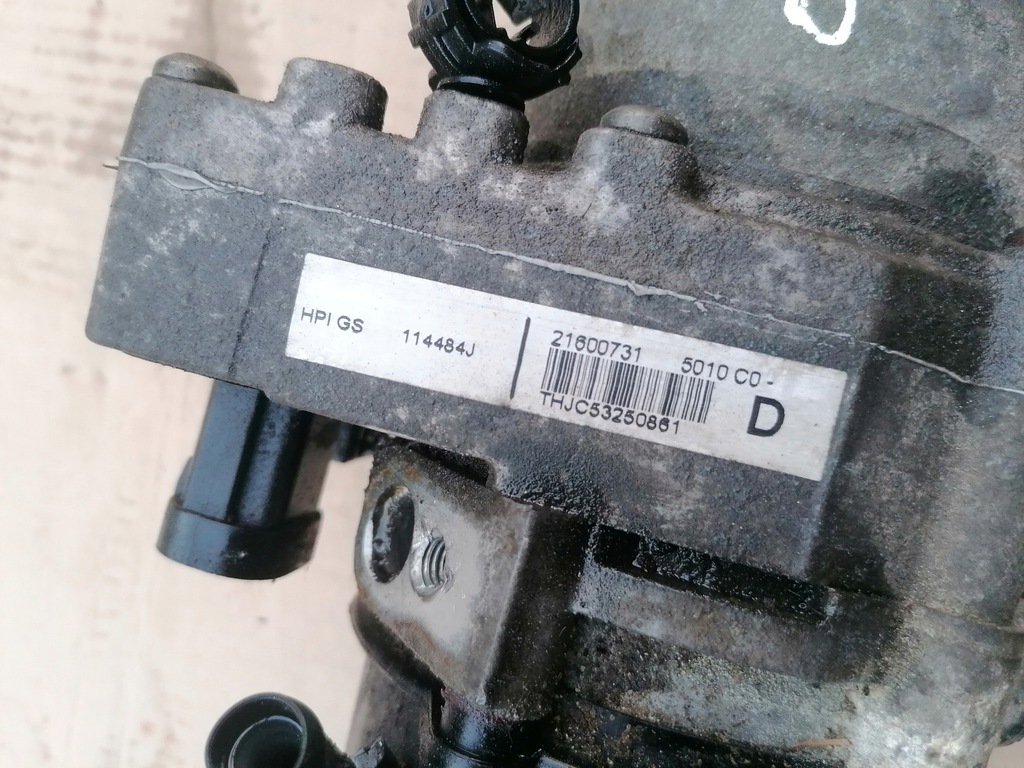 HPI GS 114484J
21600731 5010 C0 -
THJC53250861
D